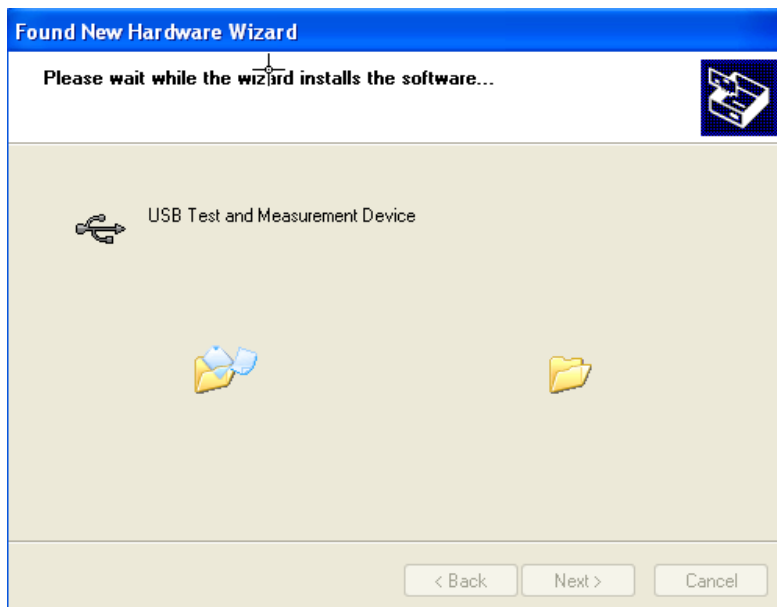 Found New Hardware Wizard
Please wait while the wizard installs the software...
USB Test and Measurement Device
< Back
Next >
Cancel